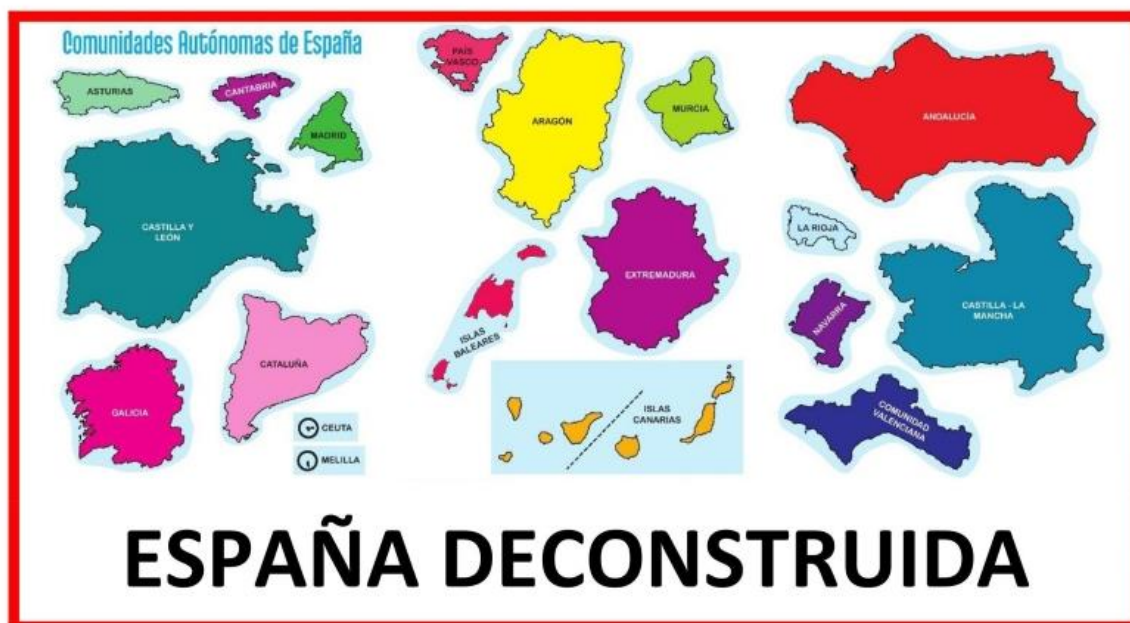 Comunidades Autónomas de España
ASTURIAS
CANTABRIA
MADRID
PAÍS
VASCO
ARAGÓN
MURCIA
ANDALUCÍA
CASTILLA Y
LEÓN
EXTREMADURA
LA RIOJA
CASTILLA - LA
MANCHA
NAVARRA
ISLAS
BALEARES
CATALUÑA
GALICIA
CEUTA
MELILLA
ISLAS
CANARIAS
COMUNIDAD
VALENCIANA
ESPAÑA DECONSTRUIDA